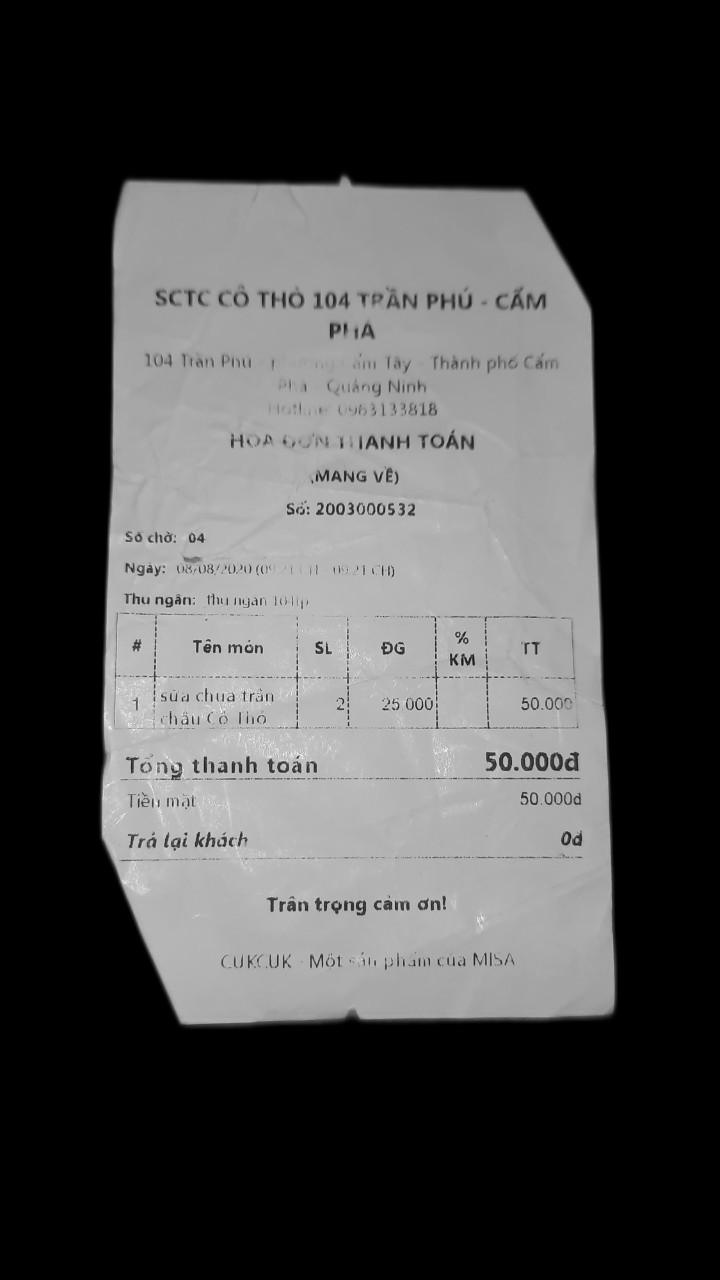 SCTC CÔ THỎ 104 TRẦN PHÚ - CẨM
PHẢ
104 Trần Phú - phường Cẩm Tây - Thành phố Cẩm
Phả - Quảng Ninh
Hotline: 0963133818
HÓA ĐƠN THANH TOÁN
(MANG VỀ)
Số: 2003000532
Số chờ: 04
Ngày: 08/08/2020 (09:21 CH - 09:21 CH)
Thu ngân: thu ngân 104tp
# Tên món SL ĐG % KM TT
1 sữa chua trân châu Cô Thỏ 2 25.000 50.000
Tổng thanh toán 50.000đ
Tiền mặt 50.000đ
Trả lại khách 0đ
Trân trọng cảm ơn!
CUKCUK - Một sản phẩm của MISA